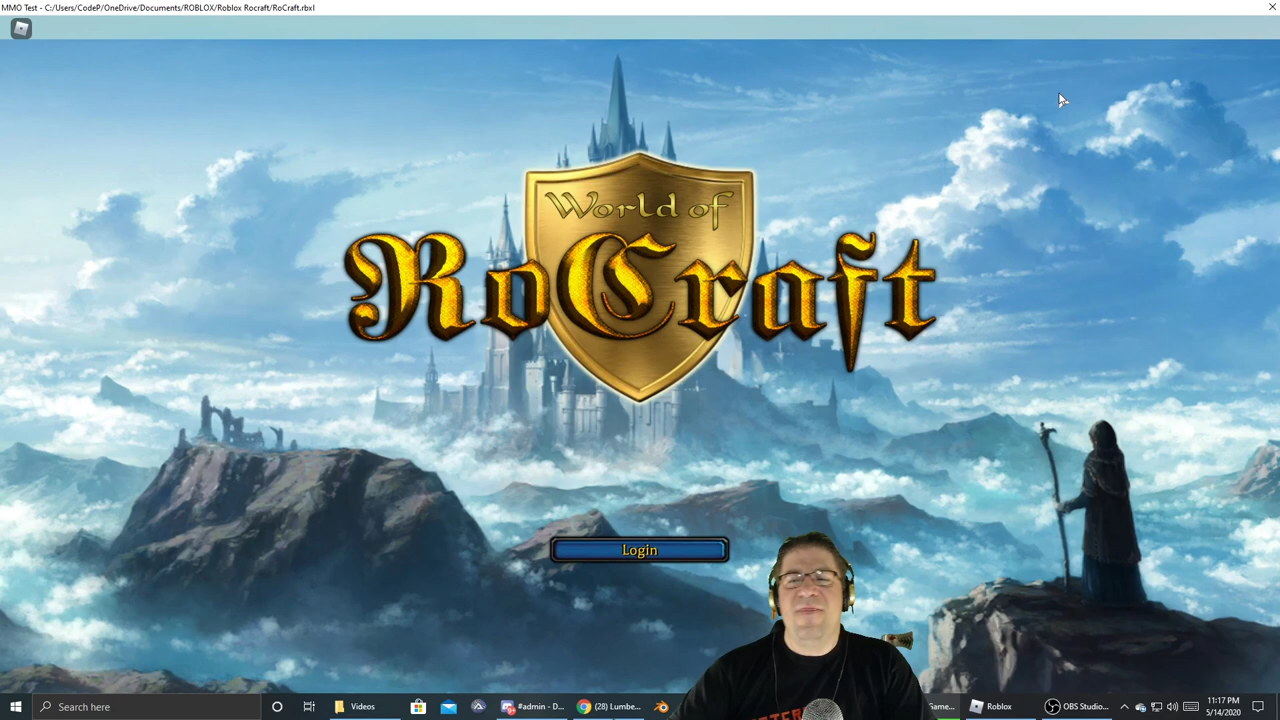 MMO Test - C:/Users/CodeP/OneDrive/Documents/ROBLOX/Roblox Rocraft/RoCraft.rbxl
World of
RoCraft
Login
Search here
Videos
#admin - D...
(28) Lumbe...
Game...
Roblox
OBS Studio...
11:17 PM
5/14/2020